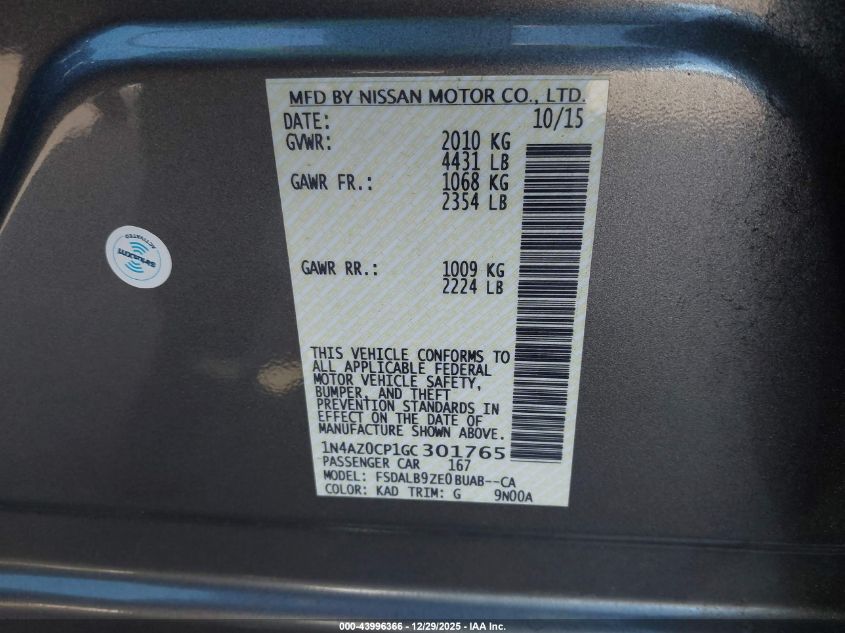 MFD BY NISSAN MOTOR CO., LTD.
DATE: 10/15
GVWR: 2010 KG
4431 LB
GAWR FR.: 1068 KG
2354 LB
GAWR RR.: 1009 KG
2224 LB
THIS VEHICLE CONFORMS TO
ALL APPLICABLE FEDERAL
MOTOR VEHICLE SAFETY,
BUMPER, AND THEFT
PREVENTION STANDARDS IN
EFFECT ON THE DATE OF
MANUFACTURE SHOWN ABOVE.
1N4AZ0CP1GC301765
PASSENGER CAR 167
MODEL: FSDALB9ZE0BUAB--CA
COLOR: KAD TRIM: G 9N00A
SiriusXM
ACTIVATED
000-43996366 • 12/29/2025 - IAA Inc.